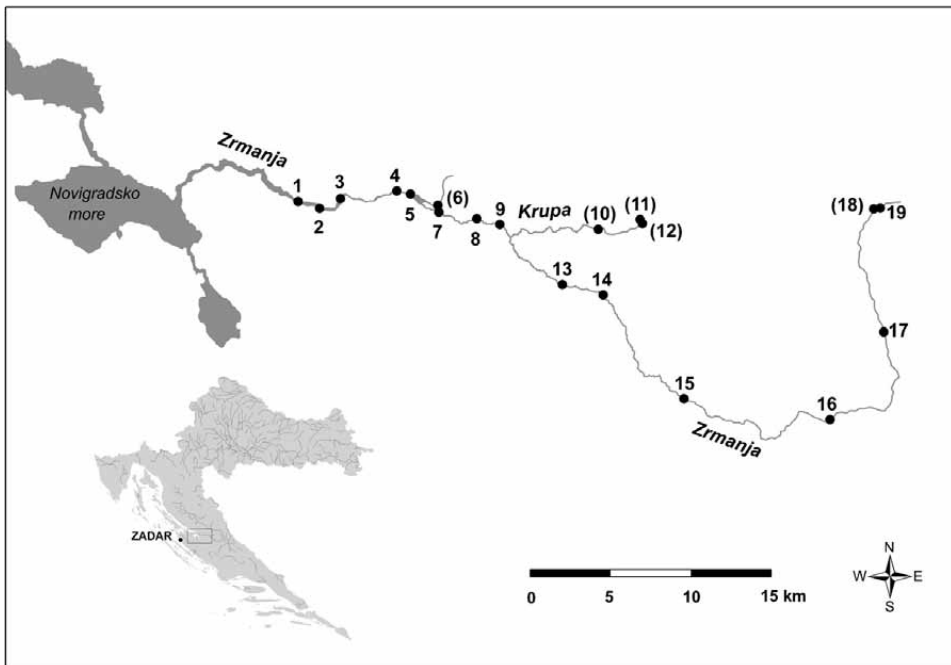 Zrmanja
Novigradsko
more
1
2
3
4
5
(6)
7
8
9
Krupa
(10)
(11)
(12)
13
14
15
16
17
(18)
19
Zrmanja
ZADAR
0
5
10
15 km
N
W
E
S